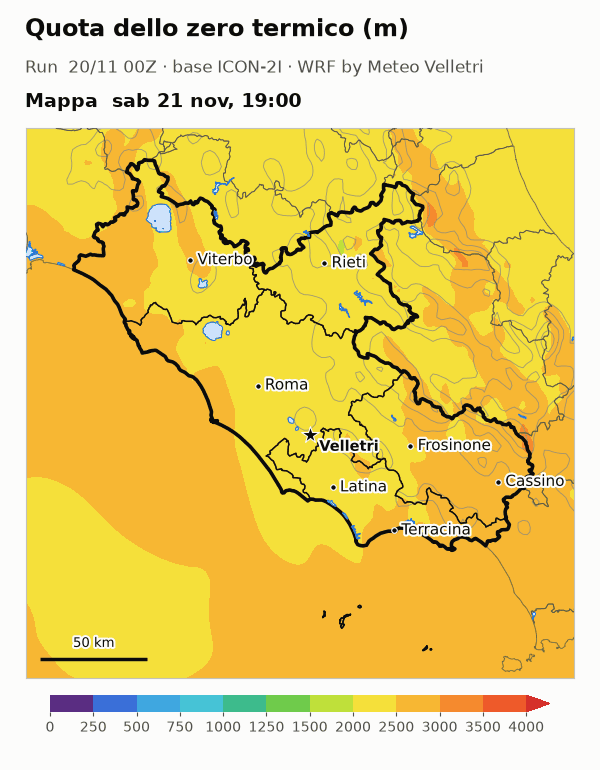 Quota dello zero termico (m)
Run  20/11 00Z · base ICON-2I · WRF by Meteo Velletri
Mappa  sab 21 nov, 19:00
Viterbo
Rieti
Roma
Velletri
Frosinone
Cassino
Latina
Terracina
50 km
0 250 500 750 1000 1250 1500 2000 2500 3000 3500 4000